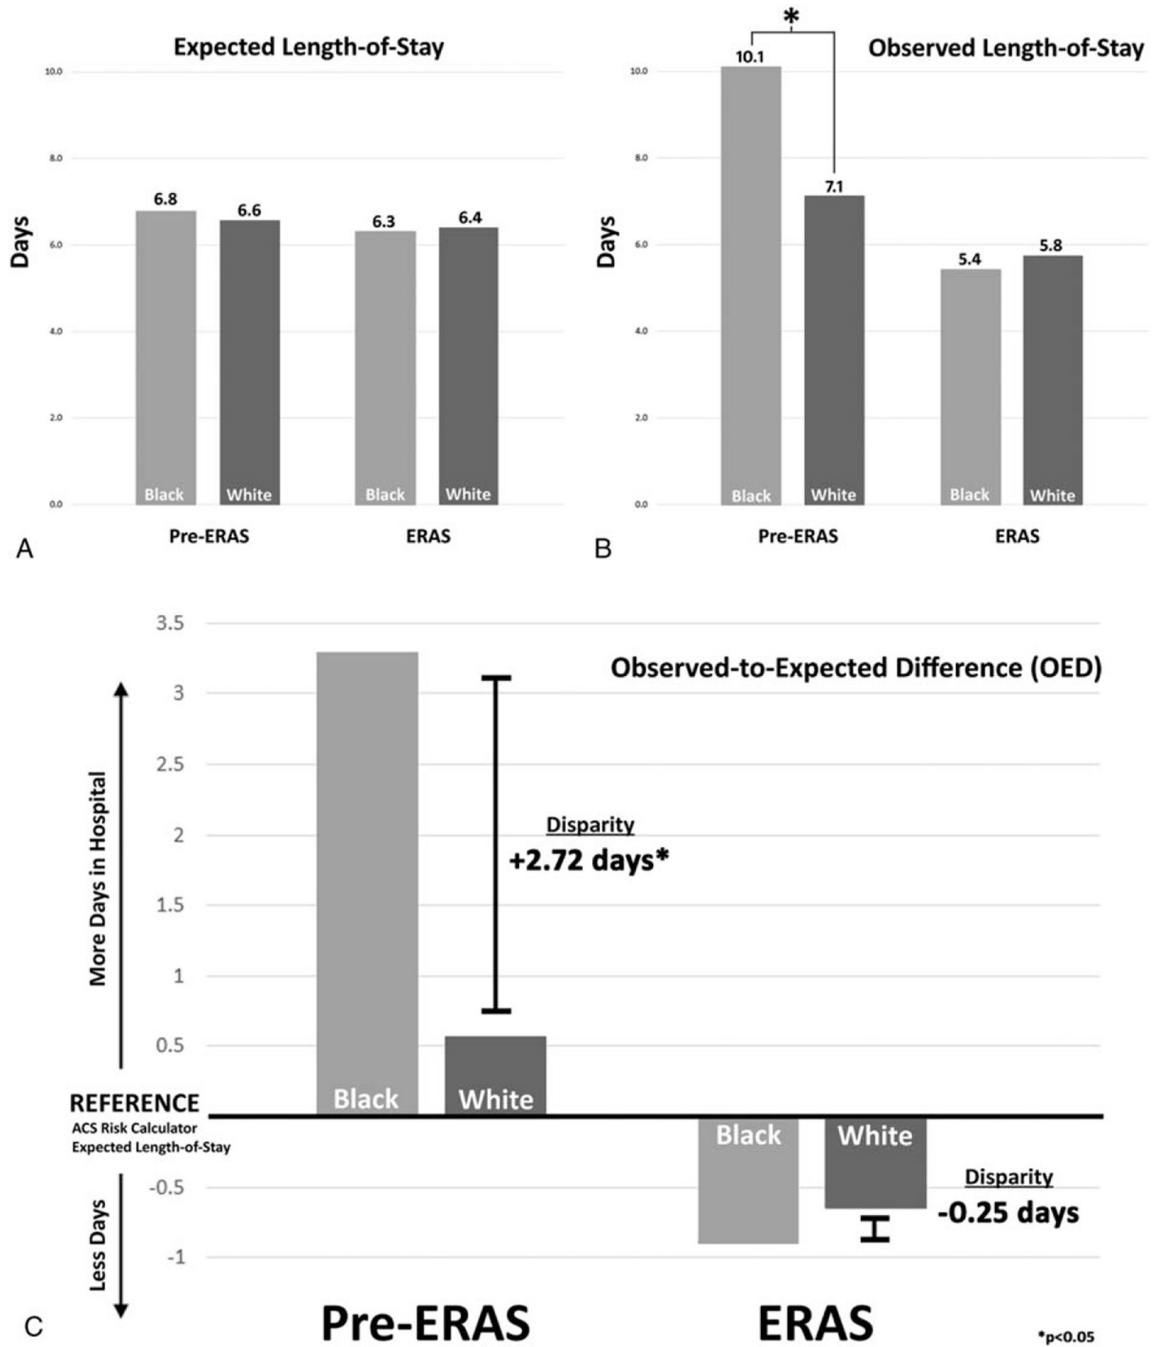 Expected Length-of-Stay
10.0
8.0
6.0
4.0
2.0
0.0
Days
6.8
6.6
6.3
6.4
Black
White
Black
White
Pre-ERAS
ERAS
A
*
Observed Length-of-Stay
10.0
8.0
6.0
4.0
2.0
0.0
Days
10.1
7.1
5.4
5.8
Black
White
Black
White
Pre-ERAS
ERAS
B
Observed-to-Expected Difference (OED)
3.5
3
2.5
2
1.5
1
0.5
-0.5
-1
More Days in Hospital
REFERENCE
ACS Risk Calculator
Expected Length-of-Stay
Less Days
Disparity
+2.72 days*
Black
White
Black
White
Disparity
-0.25 days
Pre-ERAS
ERAS
C
*p<0.05